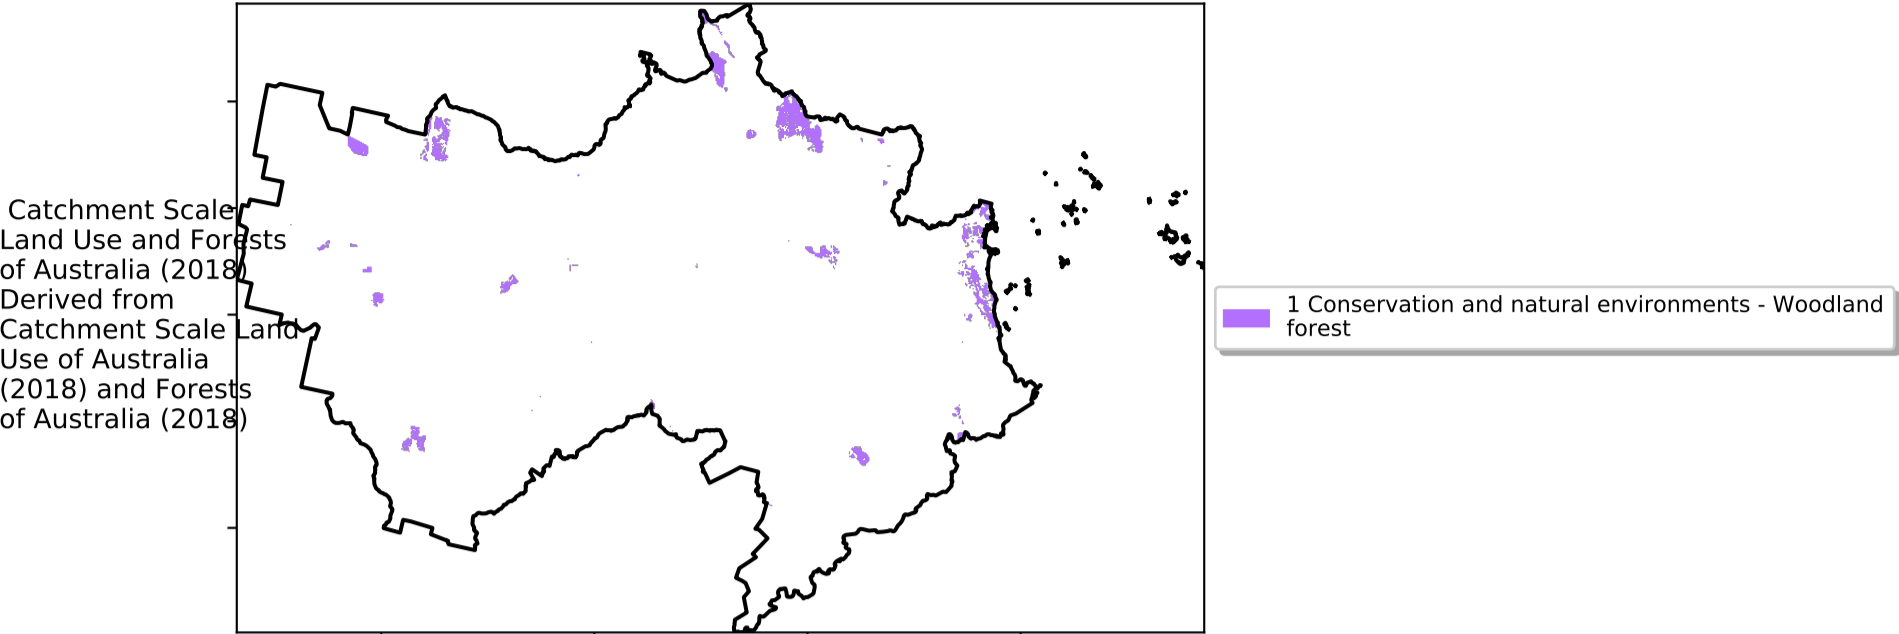 Catchment Scale
Land Use and Forests
of Australia (2018)
Derived from
Catchment Scale Land
Use of Australia
(2018) and Forests
of Australia (2018)
1 Conservation and natural environments - Woodland
forest